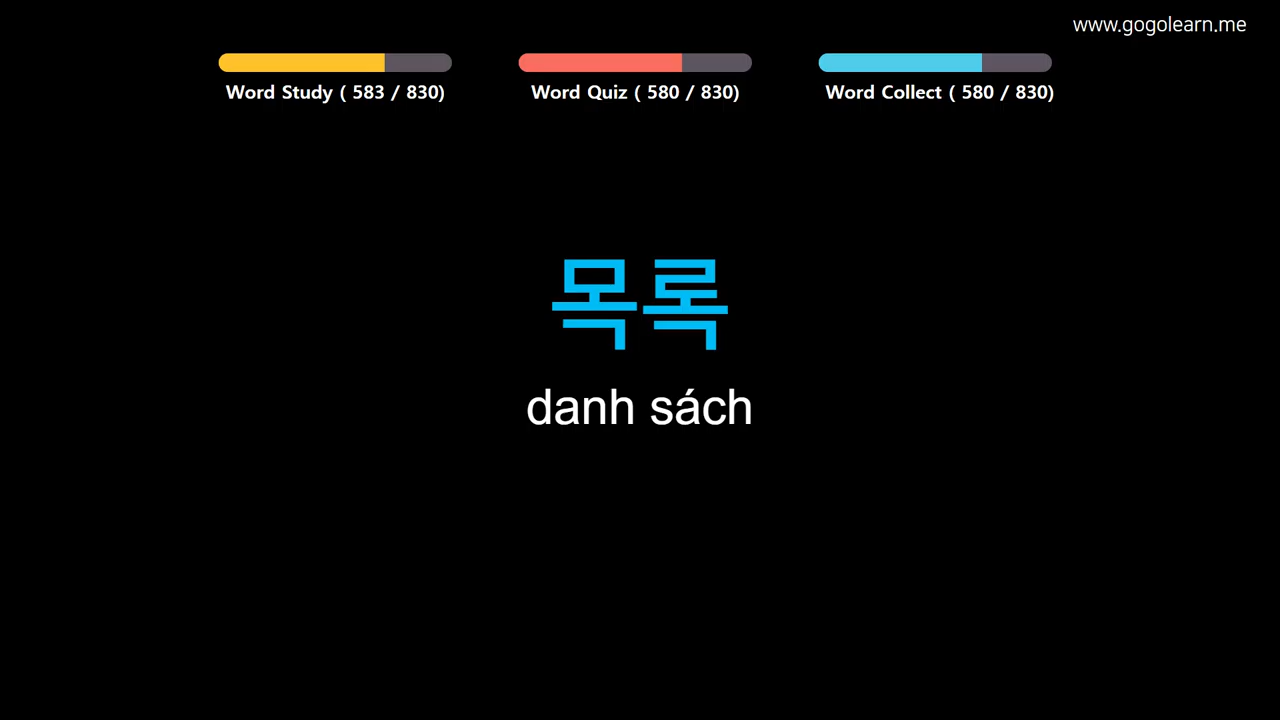 www.gogolearn.me
Word Study ( 583 / 830)
Word Quiz ( 580 / 830)
Word Collect ( 580 / 830)
목록
danh sách